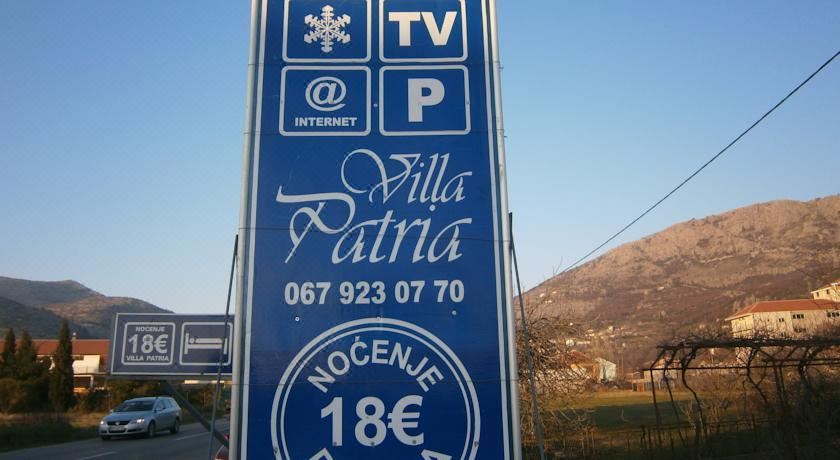 TV
@
INTERNET
P
Villa
Patria
067 923 07 70
NOĆENJE
18€
NOĆENJE
18€
VILLA PATRIA